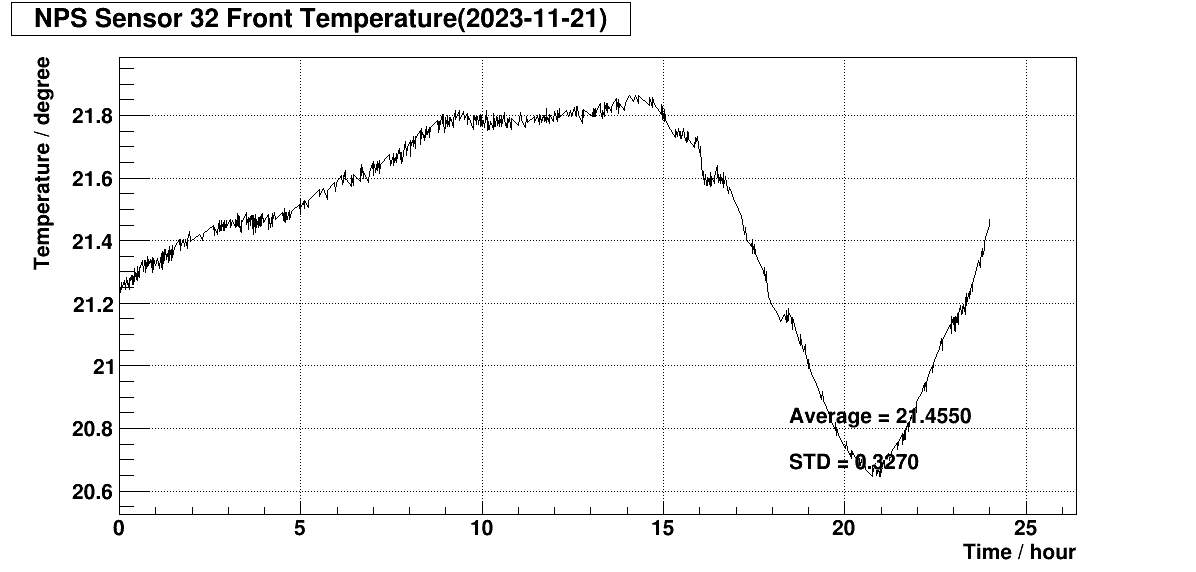 NPS Sensor 32 Front Temperature(2023-11-21)
Temperature / degree
21.8
21.6
21.4
21.2
21
20.8
20.6
Average = 21.4550
STD = 0.3270
0 5 10 15 20 25
Time / hour